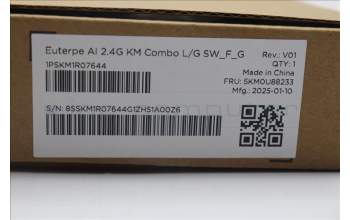 Euterpe AI 2.4G KM Combo L/G SW_F_G
1PSKM1R07644
Rev.: V01
QTY: 1
Made in China
FRU: 5KM0U88233
Mfg.: 2025-01-10
S/N: 8SSKM1R07644G1ZH51A00Z6